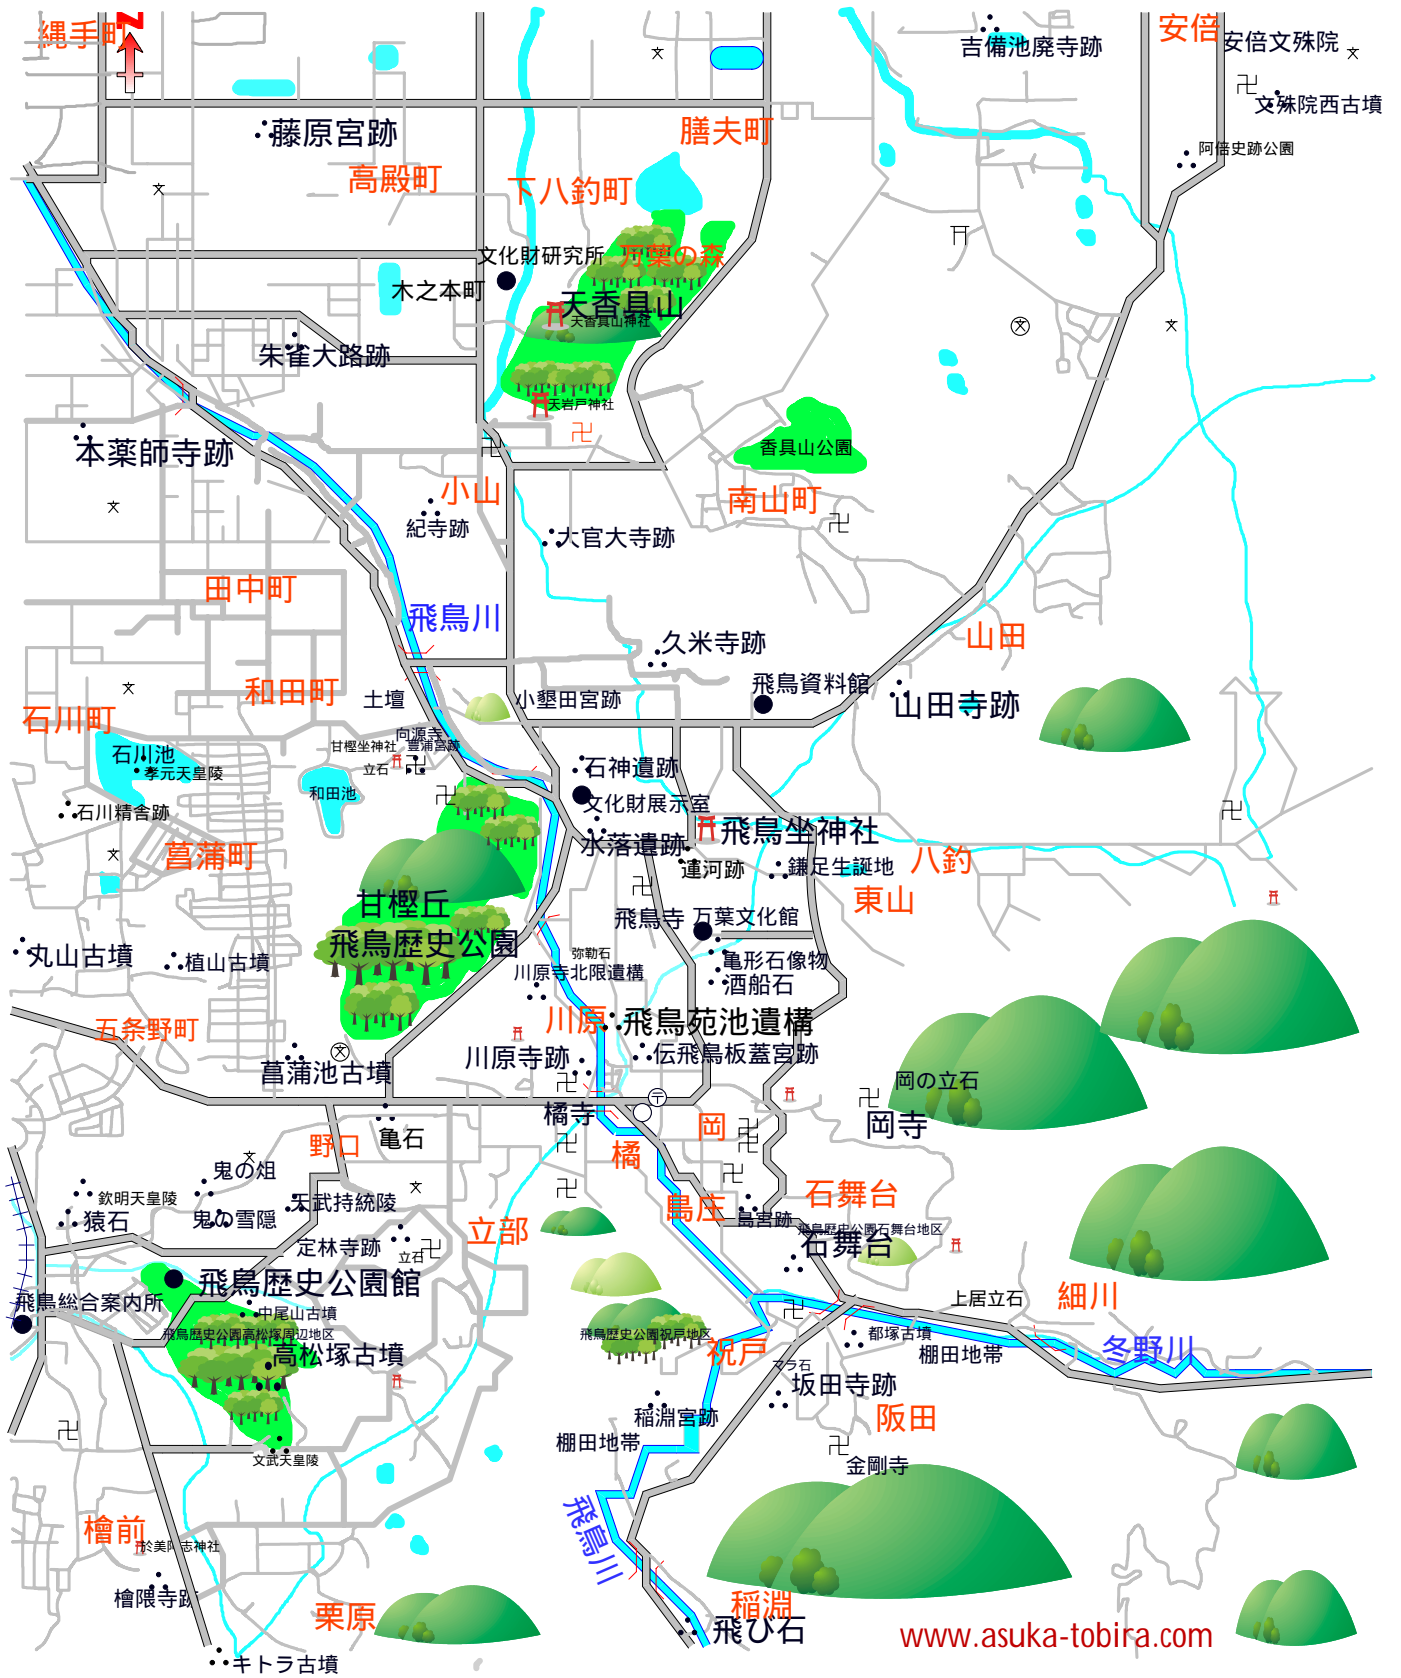 縄手町
N
吉備池廃寺跡
安倍
安倍文殊院
文殊院西古墳
藤原宮跡
膳夫町
阿倍史跡公園
高殿町
下八釣町
文化財研究所
万葉の森
木之本町
天香具山
天香具山神社
朱雀大路跡
天岩戸神社
本薬師寺跡
香具山公園
小山
南山町
紀寺跡
大官大寺跡
田中町
飛鳥川
久米寺跡
山田
和田町
土壇
小墾田宮跡
飛鳥資料館
山田寺跡
石川町
向源寺
甘樫坐神社
豊浦宮跡
石川池
孝元天皇陵
立石
石神遺跡
和田池
文化財展示室
石川精舎跡
水落遺跡
飛鳥坐神社
菖蒲町
運河跡
鎌足生誕地
八釣
東山
甘樫丘
飛鳥歴史公園
飛鳥寺
万葉文化館
丸山古墳
植山古墳
弥勒石
川原寺北限遺構
亀形石像物
酒船石
五条野町
川原
飛鳥苑池遺構
菖蒲池古墳
川原寺跡
伝飛鳥板蓋宮跡
岡の立石
橘寺
〒
岡
岡寺
亀石
野口
橘
鬼の俎
欽明天皇陵
猿石
鬼の雪隠
天武持統陵
島庄
石舞台
島宮跡
飛鳥歴史公園石舞台地区
立部
定林寺跡
立石
石舞台
飛鳥歴史公園館
飛鳥総合案内所
中尾山古墳
上居立石
細川
飛鳥歴史公園高松塚周辺地区
飛鳥歴史公園祝戸地区
都塚古墳
高松塚古墳
祝戸
棚田地帯
冬野川
マラ石
坂田寺跡
稲淵宮跡
阪田
棚田地帯
文武天皇陵
金剛寺
檜前
於美阿志神社
飛鳥川
檜隈寺跡
栗原
稲淵
飛び石
www.asuka-tobira.com
キトラ古墳